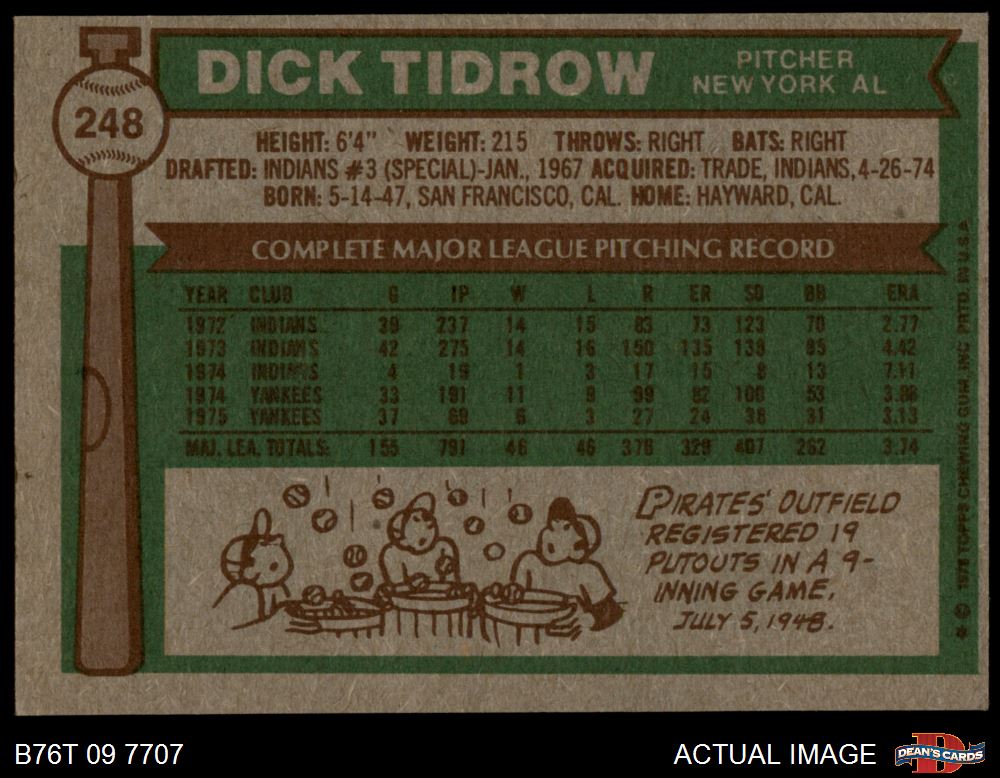 DICK TIDROW
PITCHER
NEW YORK AL
248
HEIGHT: 6'4" WEIGHT: 215 THROWS: RIGHT BATS: RIGHT
DRAFTED: INDIANS #3 (SPECIAL)-JAN., 1967 ACQUIRED: TRADE, INDIANS, 4-26-74
BORN: 5-14-47, SAN FRANCISCO, CAL. HOME: HAYWARD, CAL.
COMPLETE MAJOR LEAGUE PITCHING RECORD
YEAR CLUB G IP W L R ER SO BB ERA
1972 INDIANS 39 237 14 15 83 73 123 70 2.77
1973 INDIANS 42 275 14 16 150 135 138 95 4.42
1974 INDIANS 4 19 1 3 17 15 8 13 7.11
1974 YANKEES 33 191 11 9 99 82 100 53 3.86
1975 YANKEES 37 69 6 3 27 24 38 31 3.13
MAJ. LEA. TOTALS: 155 791 46 46 376 329 407 262 3.74
PIRATES' OUTFIELD
REGISTERED 19
PUTOUTS IN A 9-
INNING GAME,
JULY 5, 1948.
* © 1976 TOPPS CHEWING GUM, INC PRTD. IN U.S.A.
B76T 09 7707
ACTUAL IMAGE
DEAN'S CARDS